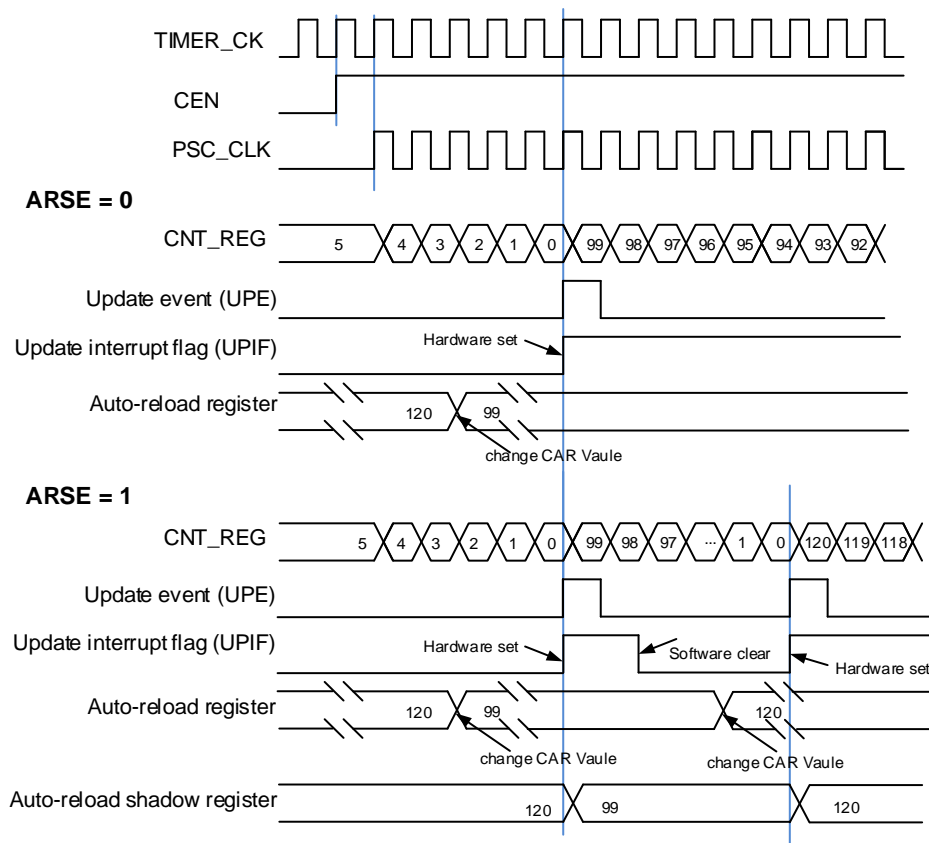 TIMER_CK
CEN
PSC_CLK
ARSE = 0
CNT_REG 5 4 3 2 1 0 99 98 97 96 95 94 93 92
Update event (UPE)
Update interrupt flag (UPIF) Hardware set
Auto-reload register 120 99
change CAR Vaule
ARSE = 1
CNT_REG 5 4 3 2 1 0 99 98 97 ... 1 0 120 119 118
Update event (UPE)
Update interrupt flag (UPIF) Hardware set Software clear Hardware set
Auto-reload register 120 99 120
change CAR Vaule change CAR Vaule
Auto-reload shadow register 120 99 120